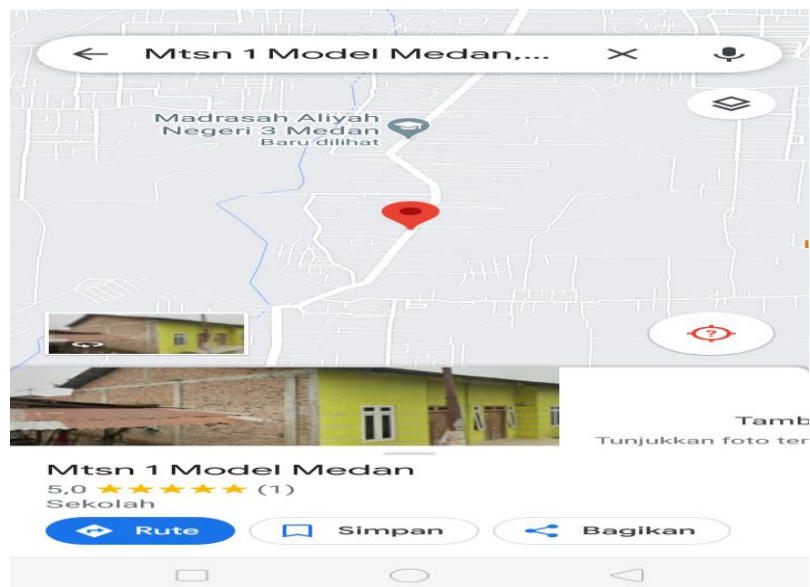 Mtsn 1 Model Medan,...
Madrasah Aliyah
Negeri 3 Medan
Baru dilihat
Tamb
Tunjukkan foto ter
Mtsn 1 Model Medan
5,0 ★★★★★ (1)
Sekolah
Rute
Simpan
Bagikan